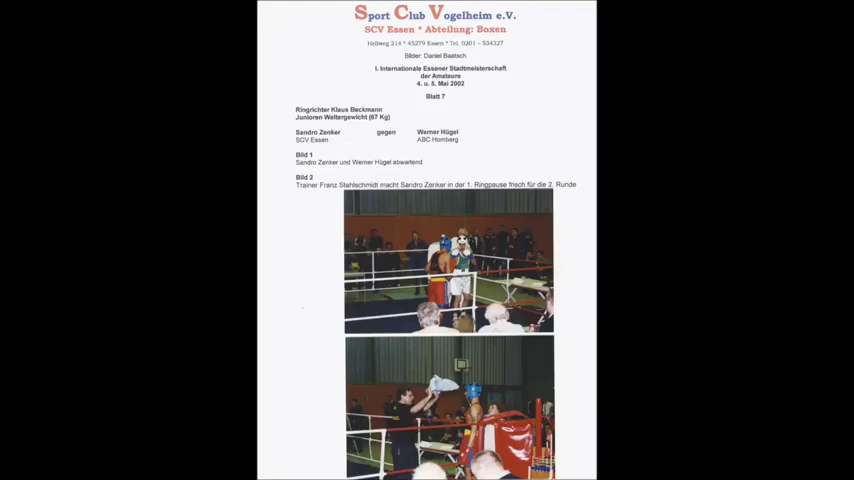 Sport Club Vogelheim e.V.
SCV Essen * Abteilung: Boxen
Hellweg 214 * 45279 Essen * Tel. 0201 - 534327
Bilder: Daniel Baatsch
I. Internationale Essener Stadtmeisterschaft
der Amateure
4. u. 5. Mai 2002
Blatt 7
Ringrichter Klaus Beckmann
Junioren Weltergewicht (67 Kg)
Sandro Zenker gegen Werner Hügel
SCV Essen ABC Homberg
Bild 1
Sandro Zenker und Werner Hügel abwartend
Bild 2
Trainer Franz Stahlschmidt macht Sandro Zenker in der 1. Ringpause frisch für die 2. Runde